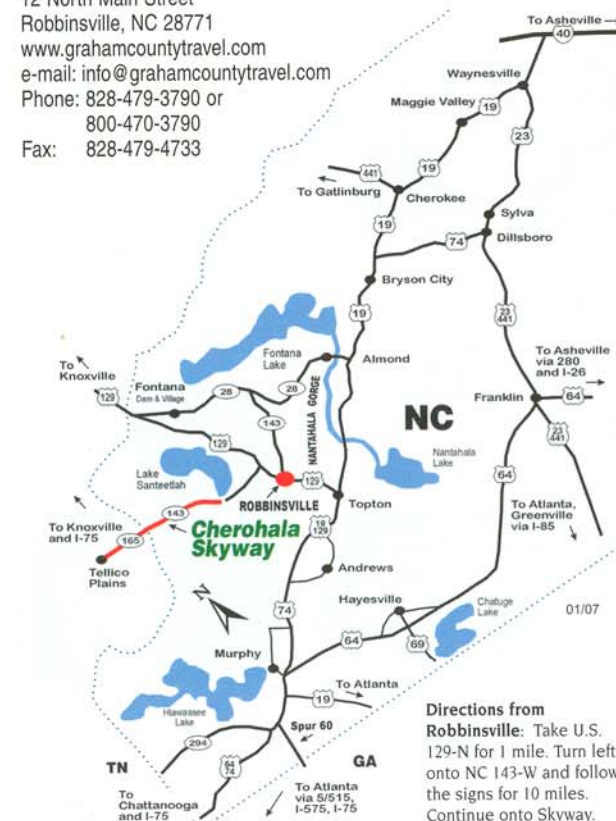 12 North Main Street
Robbinsville, NC 28771
www.grahamcountytravel.com
e-mail: info@grahamcountytravel.com
Phone: 828-479-3790 or
800-470-3790
Fax: 828-479-4733
To Asheville
40
Waynesville
Maggie Valley
19
23
441
To Gatlinburg
19
Cherokee
19
Sylva
74
Dillsboro
Bryson City
19
23
441
Fontana
Lake
Almond
To
Knoxville
129
Fontana
Dam & Village
28
28
143
NANTAHALA GORGE
NC
To Asheville
via 280
and I-26
Franklin
64
23
441
129
Lake
Santeetlah
129
ROBBINSVILLE
Topton
Nantahala
Lake
64
To Knoxville
and I-75
143
165
Cherohala
Skyway
Tellico
Plains
19
129
To Atlanta,
Greenville
via I-85
Andrews
N
74
Hayesville
Chatuge
Lake
01/07
64
69
Murphy
To Atlanta
19
Hiawassee
Lake
Spur 60
294
TN
GA
64
74
To
Chattanooga
and I-75
To Atlanta
via 5/515,
I-575, I-75
Directions from
Robbinsville: Take U.S.
129-N for 1 mile. Turn left
onto NC 143-W and follow
the signs for 10 miles.
Continue onto Skyway.